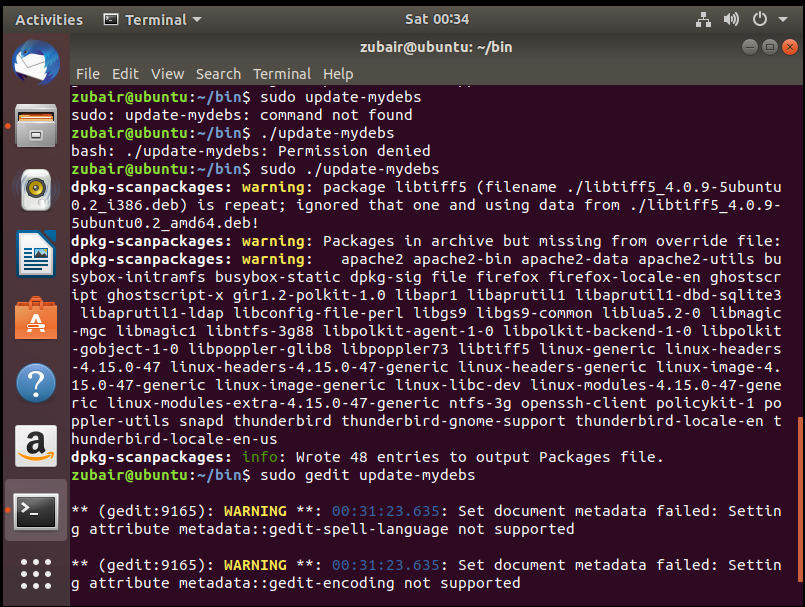 Activities Terminal Sat 00:34
zubair@ubuntu: ~/bin
File Edit View Search Terminal Help
zubair@ubuntu:~/bin$ sudo update-mydebs
sudo: update-mydebs: command not found
zubair@ubuntu:~/bin$ ./update-mydebs
bash: ./update-mydebs: Permission denied
zubair@ubuntu:~/bin$ sudo ./update-mydebs
dpkg-scanpackages: warning: package libtiff5 (filename ./libtiff5_4.0.9-5ubuntu
0.2_i386.deb) is repeat; ignored that one and using data from ./libtiff5_4.0.9-
5ubuntu0.2_amd64.deb!
dpkg-scanpackages: warning: Packages in archive but missing from override file:
dpkg-scanpackages: warning:   apache2 apache2-bin apache2-data apache2-utils bu
sybox-initramfs busybox-static dpkg-sig file firefox firefox-locale-en ghostscr
ipt ghostscript-x gir1.2-polkit-1.0 libapr1 libaprutil1 libaprutil1-dbd-sqlite3
 libaprutil1-ldap libconfig-file-perl libgs9 libgs9-common liblua5.2-0 libmagic
-mgc libmagic1 libntfs-3g88 libpolkit-agent-1-0 libpolkit-backend-1-0 libpolkit
-gobject-1-0 libpoppler-glib8 libpoppler73 libtiff5 linux-generic linux-headers
-4.15.0-47 linux-headers-4.15.0-47-generic linux-headers-generic linux-image-4.
15.0-47-generic linux-image-generic linux-libc-dev linux-modules-4.15.0-47-gene
ric linux-modules-extra-4.15.0-47-generic ntfs-3g openssh-client policykit-1 po
ppler-utils snapd thunderbird thunderbird-gnome-support thunderbird-locale-en t
hunderbird-locale-en-us
dpkg-scanpackages: info: Wrote 48 entries to output Packages file.
zubair@ubuntu:~/bin$ sudo gedit update-mydebs
** (gedit:9165): WARNING **: 00:31:23.635: Set document metadata failed: Settin
g attribute metadata::gedit-spell-language not supported
** (gedit:9165): WARNING **: 00:31:23.635: Set document metadata failed: Settin
g attribute metadata::gedit-encoding not supported